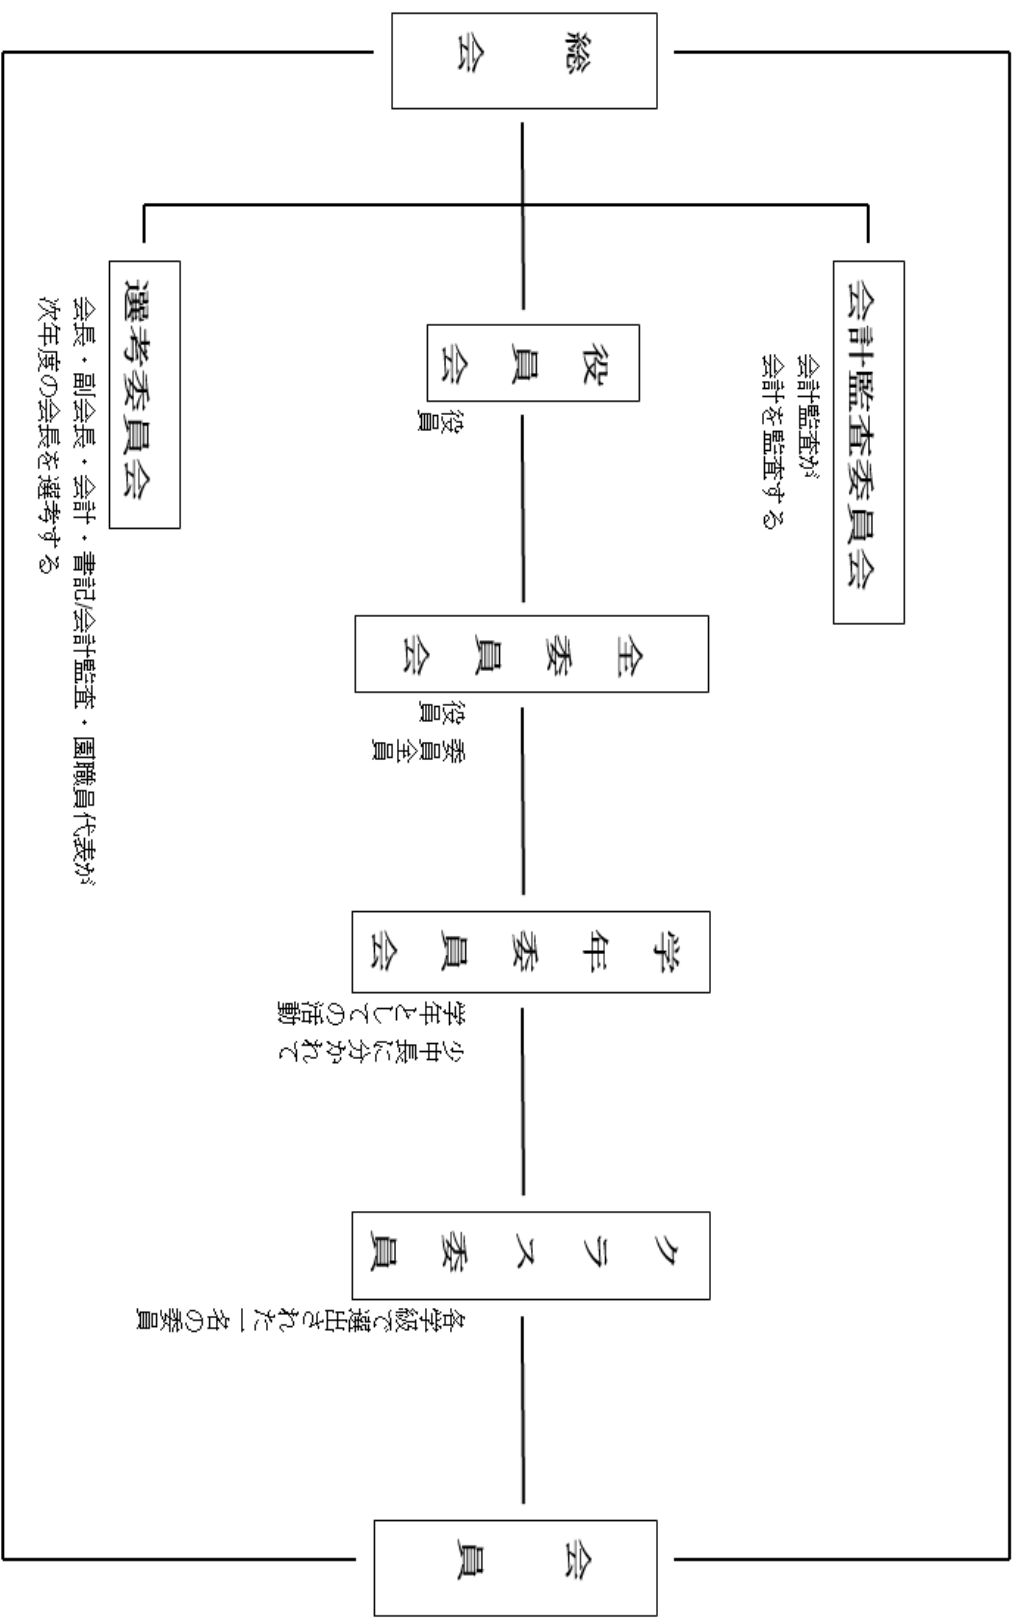 総会
会計監査委員会
会計監査が
会計を監査する
選考委員会
会長・副会長・会計・書記/会計監査・園職員代表が
次年度の会長を選考する
役員会
役員
全委員会
役員
委員全員
学年委員会
学年としての活動
少中長に分かれて
クラス委員
各学級で選出された一名の委員
会員